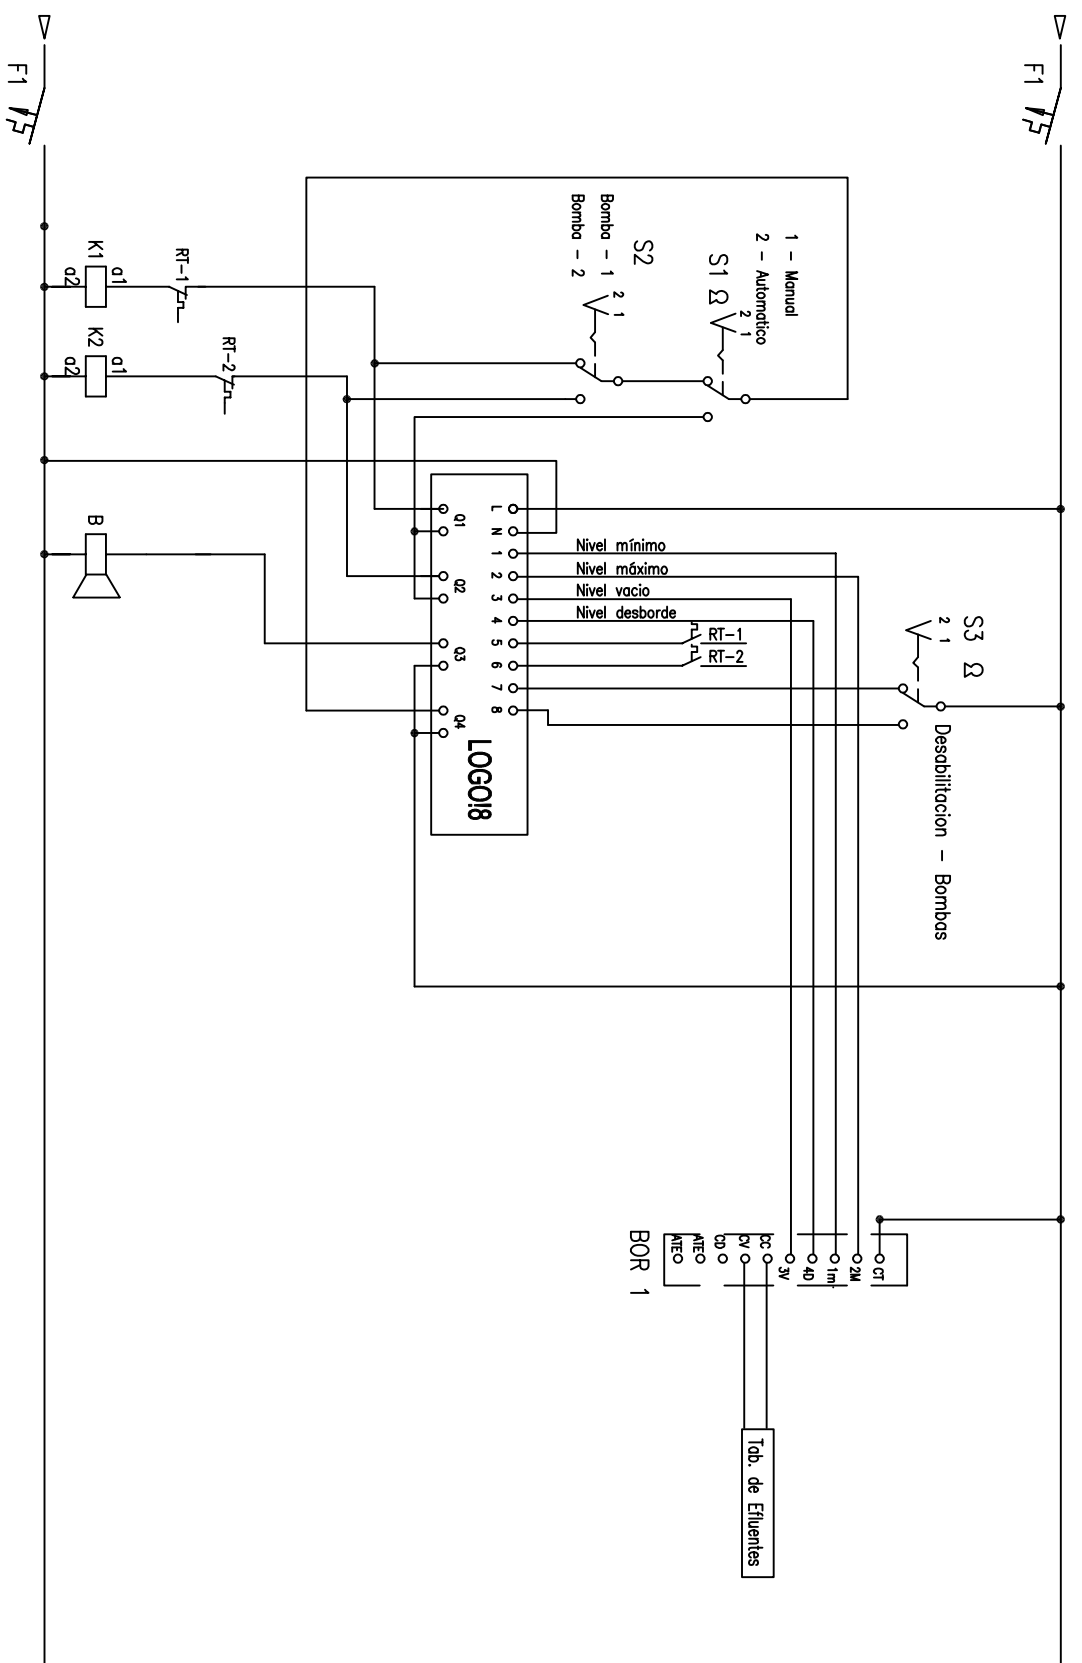 F1
F1
1 - Manual
2 - Automatico
S1
2 1
S2
Bomba - 1
Bomba - 2
2 1
RT-1
K1
a1
a2
RT-2
K2
a1
a2
B
L
N
1
2
3
4
5
6
7
8
Q1
Q2
Q3
Q4
LOGO!8
Nivel mínimo
Nivel máximo
Nivel vacio
Nivel desborde
RT-1
RT-2
S3
2 1
Desabilitacion - Bombas
BOR 1
CT
2M
1m
4D
3V
CC
CV
CD
ATE
ATE
Tab. de Efluentes